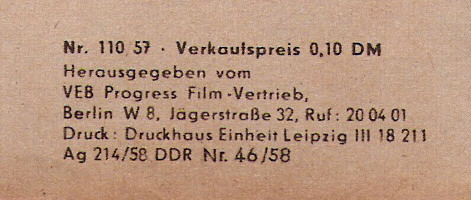 Nr. 110 57 · Verkaufspreis 0,10 DM
Herausgegeben vom
VEB Progress Film-Vertrieb,
Berlin W 8, Jägerstraße 32, Ruf: 20 04 01
Druck: Druckhaus Einheit Leipzig III 18 211
Ag 214/58 DDR Nr. 46/58